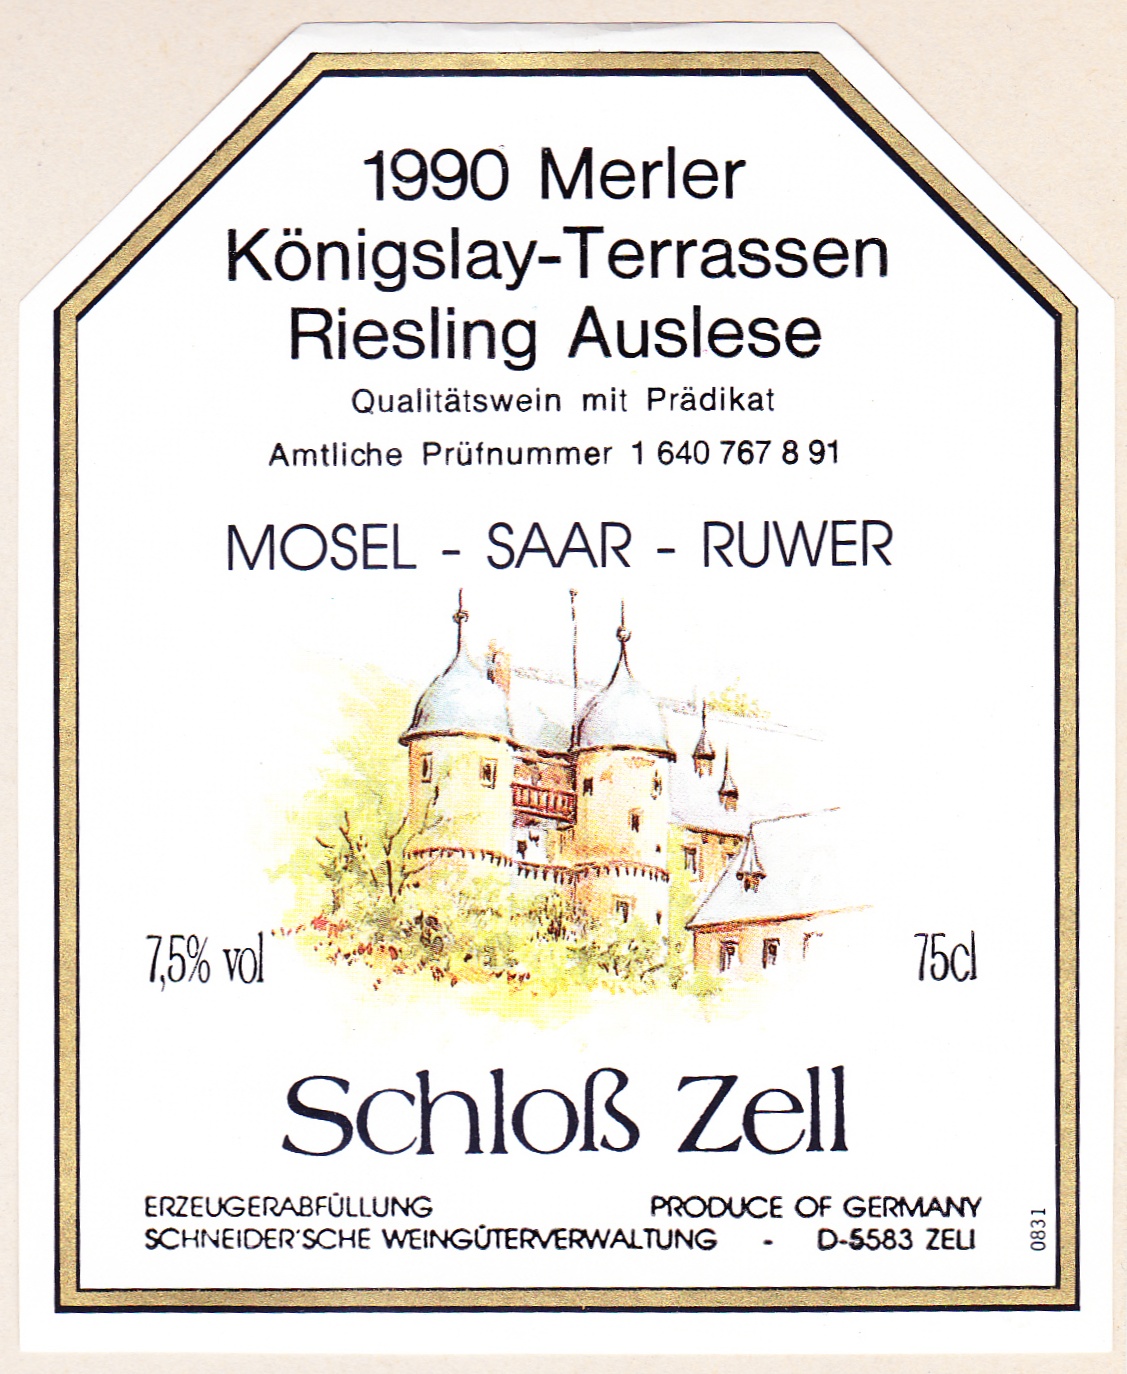 1990 Merler
Königslay-Terrassen
Riesling Auslese
Qualitätswein mit Prädikat
Amtliche Prüfnummer 1 640 767 8 91
MOSEL - SAAR - RUWER
7,5% vol
75cl
Schloß Zell
ERZEUGERABFÜLLUNG PRODUCE OF GERMANY
SCHNEIDER'SCHE WEINGÜTERVERWALTUNG - D-5583 ZELL
0831